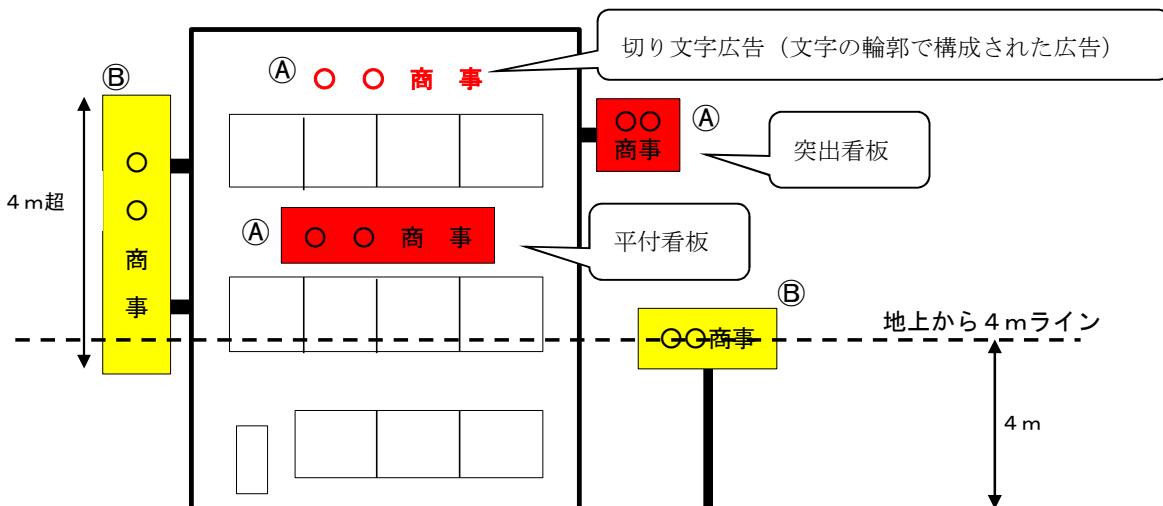 切り文字広告（文字の輪郭で構成された広告）
Ⓐ
○ ○ 商 事
Ⓑ
○○
商事
Ⓐ
突出看板
○
○
商
事
４ｍ超
Ⓐ
○ ○ 商 事
平付看板
Ⓑ
○○商事
地上から４ｍライン
４ｍ